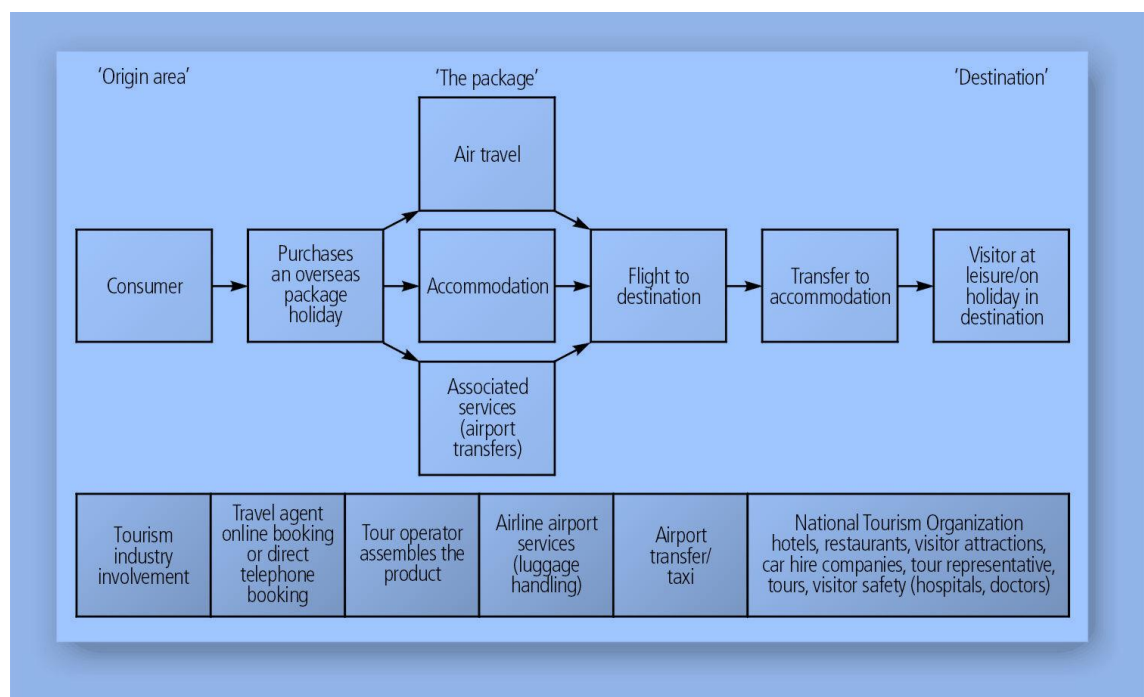 'Origin area'
'The package'
'Destination'
Air travel
Consumer
Purchases
an overseas
package
holiday
Accommodation
Flight to
destination
Transfer to
accommodation
Visitor at
leisure/on
holiday in
destination
Associated
services
(airport
transfers)
Tourism
industry
involvement
Travel agent
online booking
or direct
telephone
booking
Tour operator
assembles the
product
Airline airport
services
(luggage
handling)
Airport
transfer/
taxi
National Tourism Organization
hotels, restaurants, visitor attractions,
car hire companies, tour representative,
tours, visitor safety (hospitals, doctors)